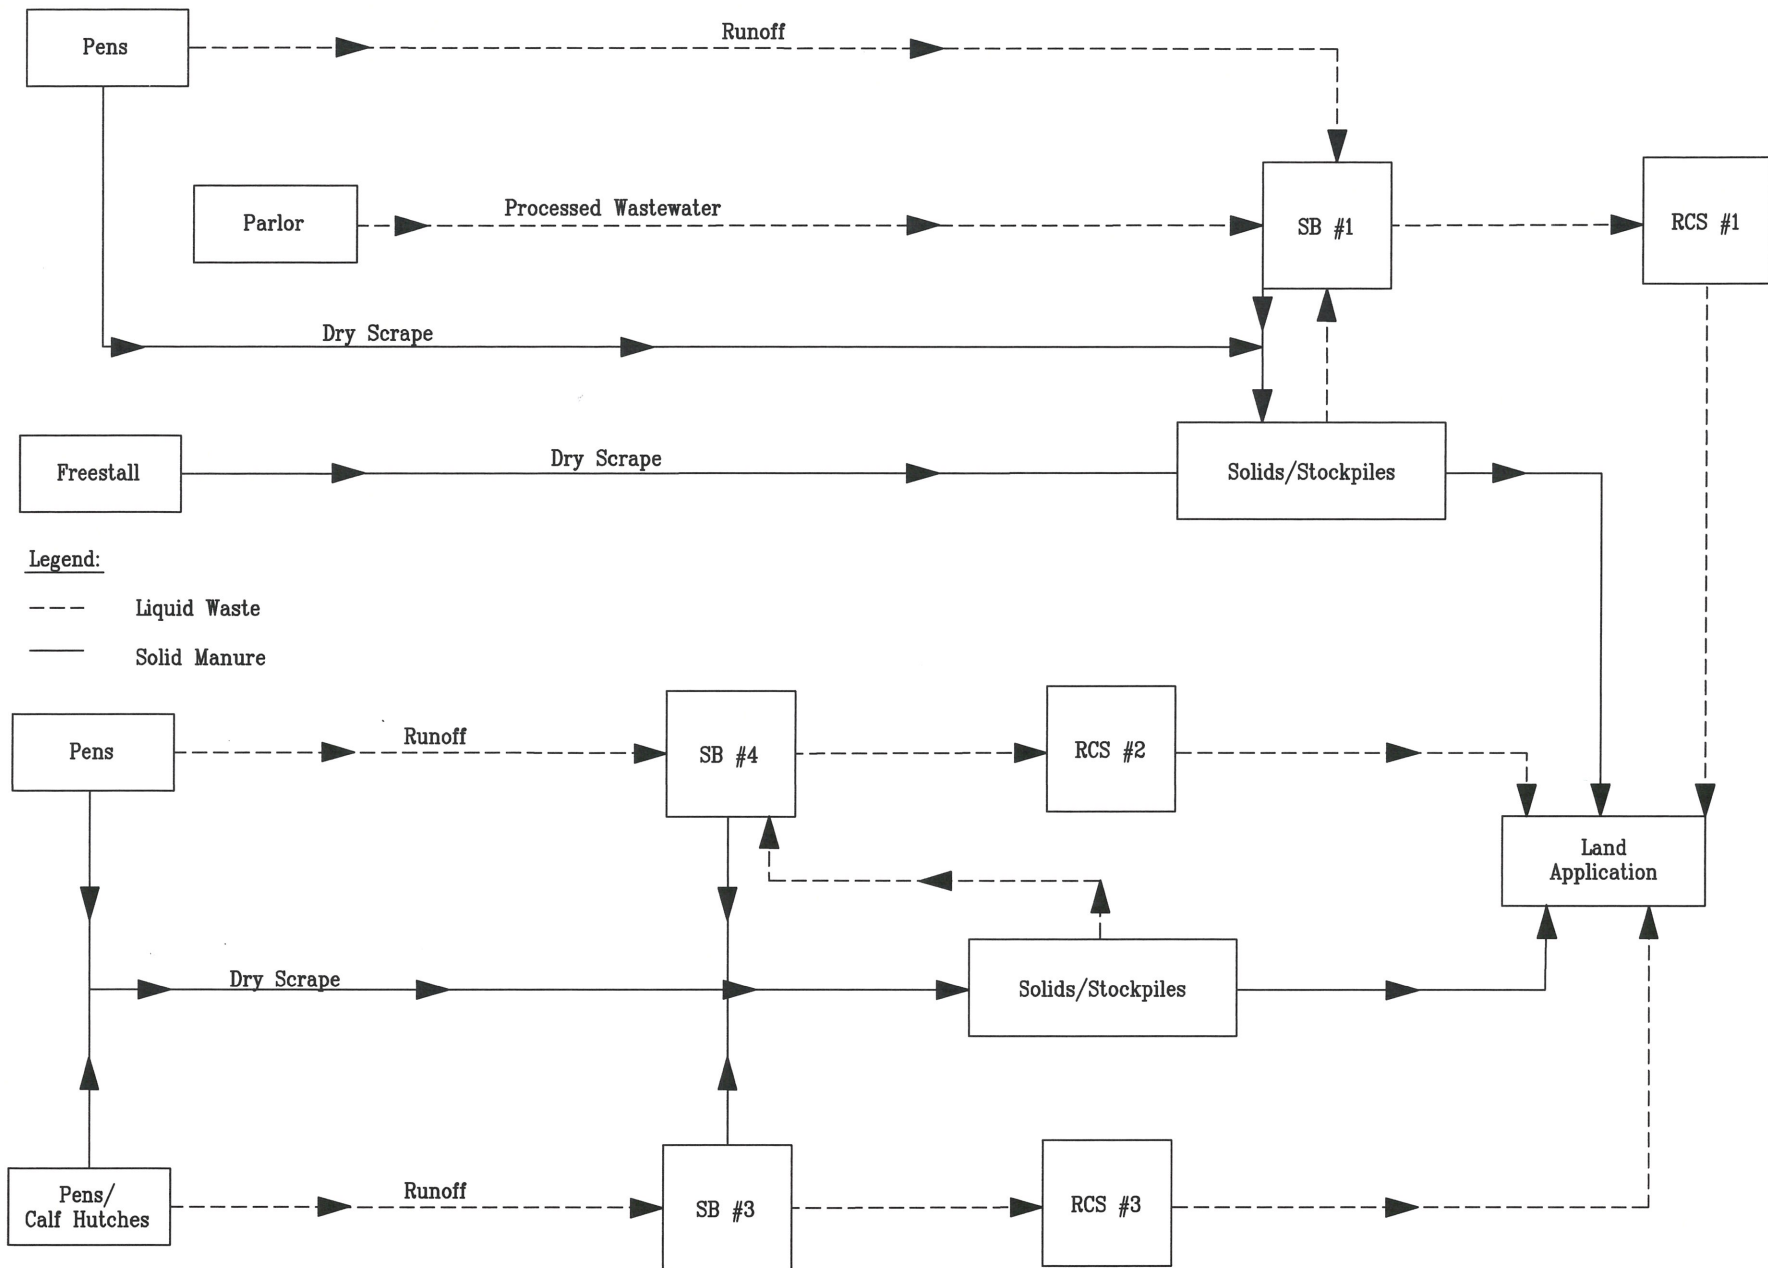 Pens
Runoff
Parlor
Processed Wastewater
SB #1
RCS #1
Dry Scrape
Freestall
Dry Scrape
Solids/Stockpiles
Legend:
Liquid Waste
Solid Manure
Pens
Runoff
SB #4
RCS #2
Land
Application
Dry Scrape
Solids/Stockpiles
Pens/
Calf Hutches
Runoff
SB #3
RCS #3